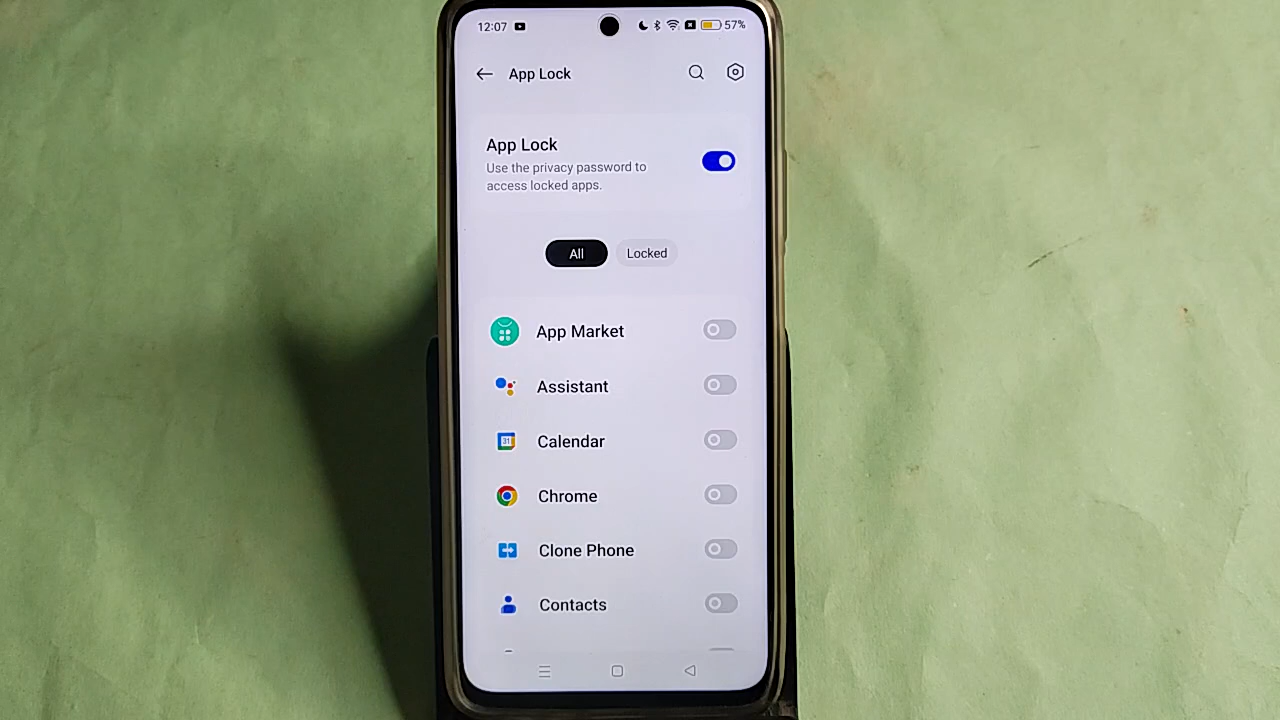 12:07 57%
App Lock
App Lock
Use the privacy password to
access locked apps.
All Locked
App Market
Assistant
31 Calendar
Chrome
Clone Phone
Contacts